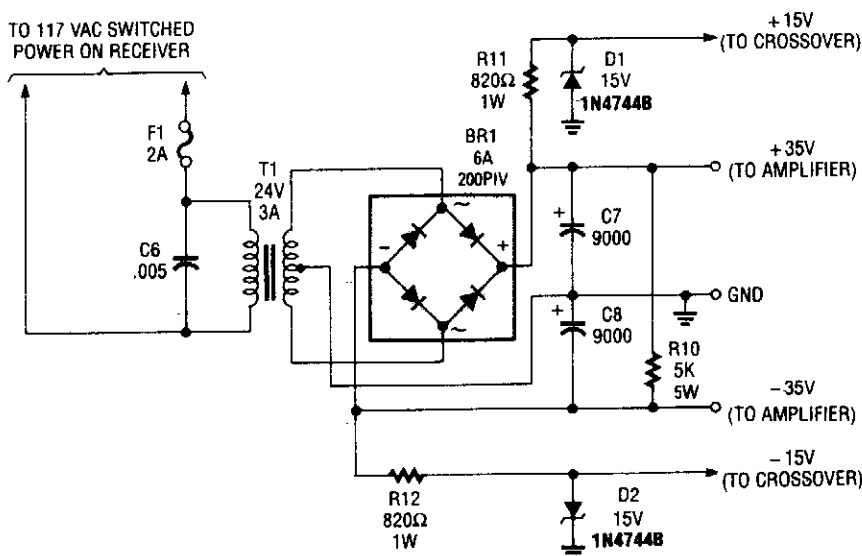 TO 117 VAC SWITCHED
POWER ON RECEIVER
F1
2A
C6
.005
T1
24V
3A
BR1
6A
200PIV
~
-
+
~
R11
820Ω
1W
D1
15V
1N4744B
+15V
(TO CROSSOVER)
+35V
(TO AMPLIFIER)
+
C7
9000
GND
+
C8
9000
R10
5K
5W
-35V
(TO AMPLIFIER)
-15V
(TO CROSSOVER)
R12
820Ω
1W
D2
15V
1N4744B